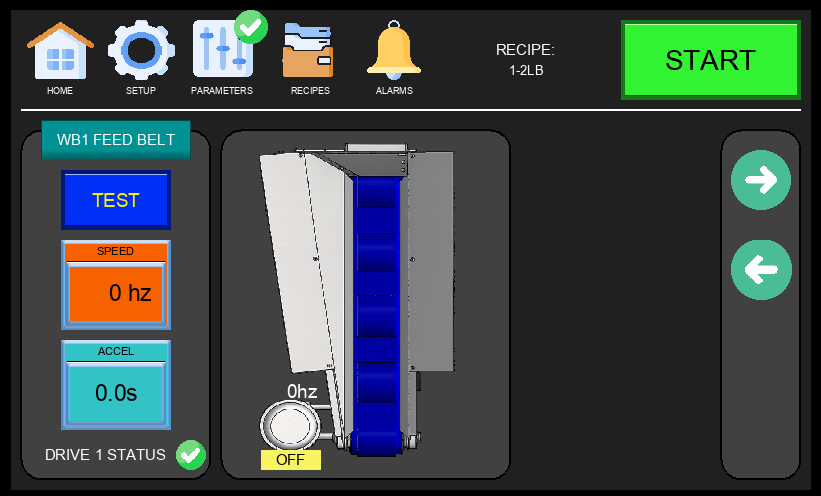 HOME
SETUP
PARAMETERS
RECIPES
ALARMS
RECIPE:
1-2LB
START
WB1 FEED BELT
TEST
SPEED
0 hz
ACCEL
0.0s
DRIVE 1 STATUS
0hz
OFF